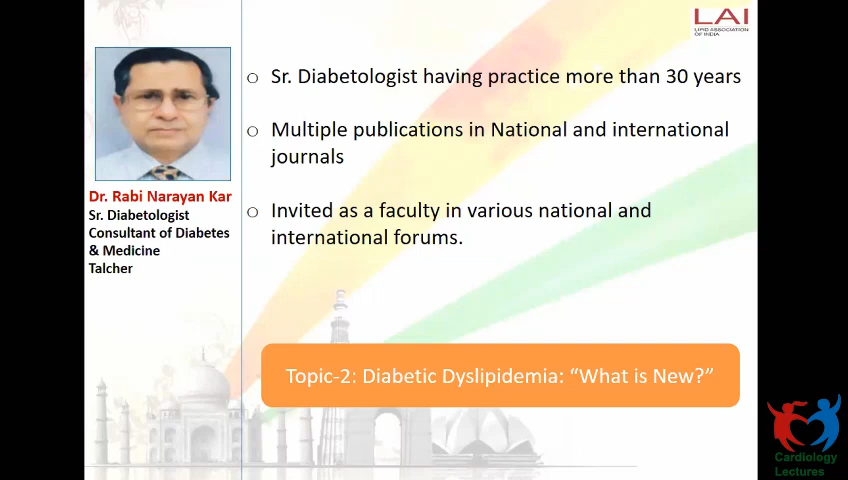 LAI
LIPID ASSOCIATION
OF INDIA
Dr. Rabi Narayan Kar
Sr. Diabetologist
Consultant of Diabetes
& Medicine
Talcher
Sr. Diabetologist having practice more than 30 years
Multiple publications in National and international
journals
Invited as a faculty in various national and
international forums.
Topic-2: Diabetic Dyslipidemia: “What is New?”
Cardiology
Lectures